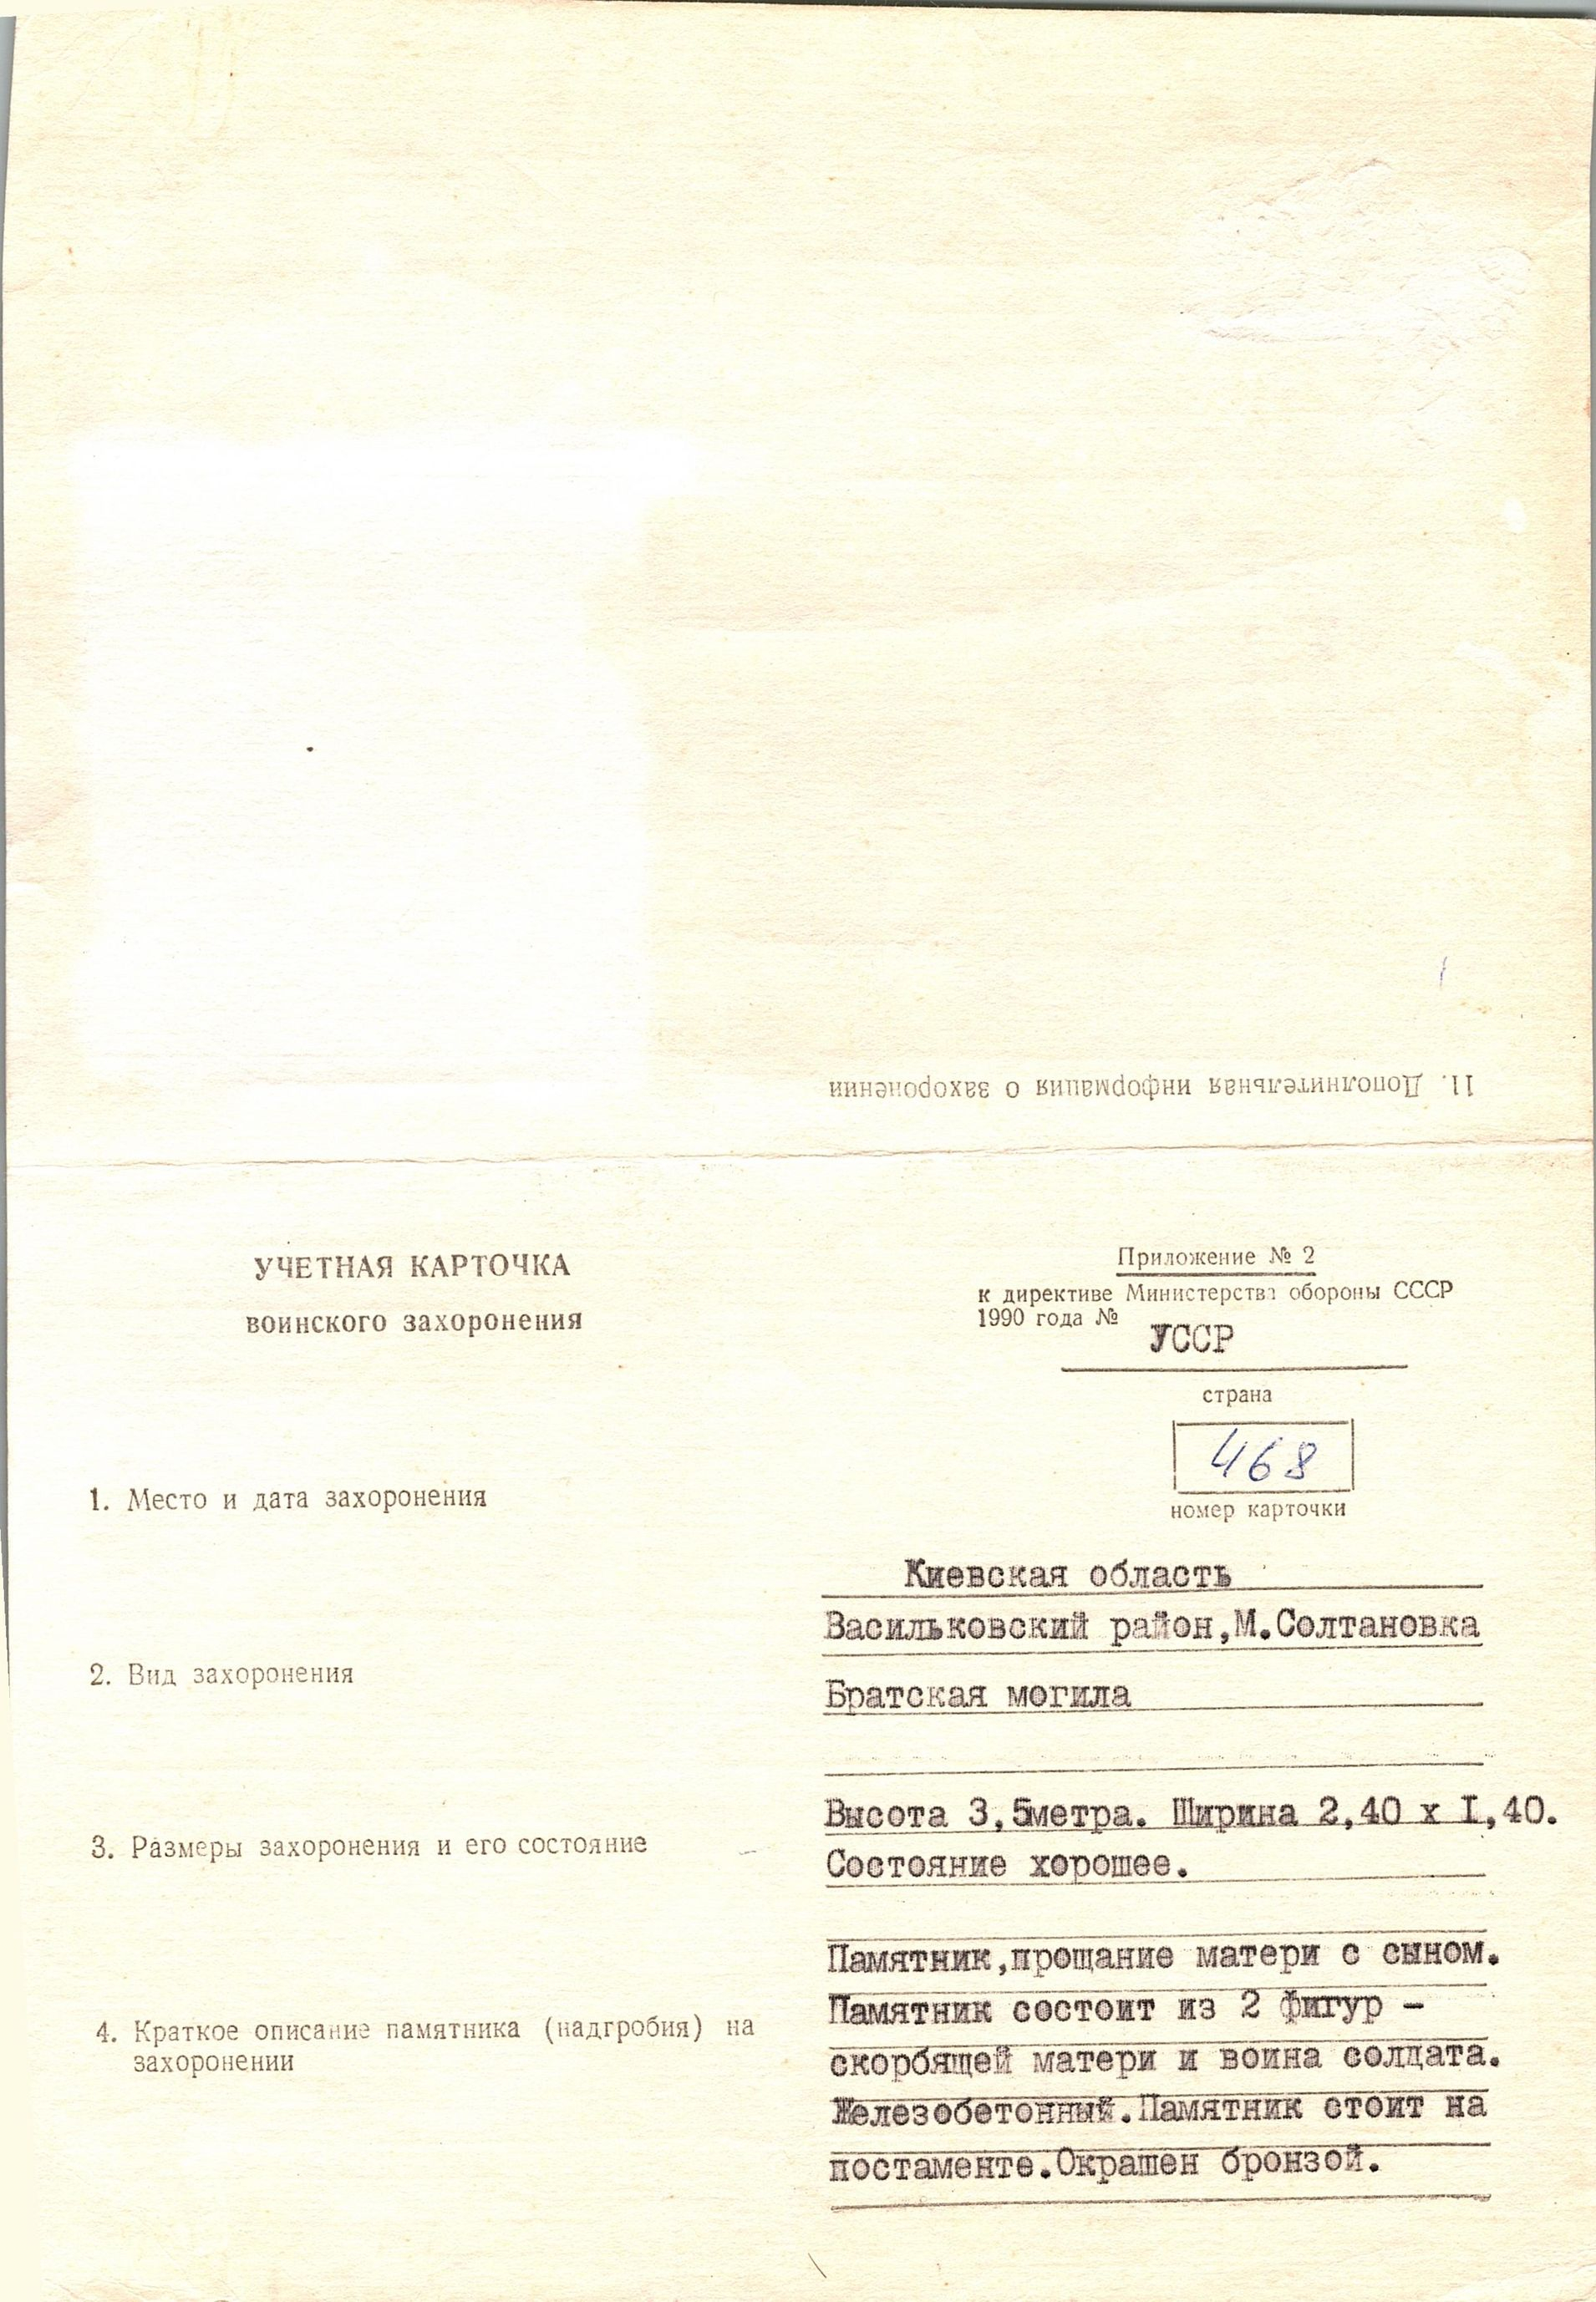 11. Дополнительная информация о захоронении
УЧЕТНАЯ КАРТОЧКА
воинского захоронения
Приложение № 2
к директиве Министерства обороны СССР
1990 года №
УССР
страна
468
номер карточки
1. Место и дата захоронения
Киевская область
Васильковский район,М.Солтановка
2. Вид захоронения
Братская могила
3. Размеры захоронения и его состояние
Высота 3,5метра. Ширина 2,40 х I,40.
Состояние хорошее.
4. Краткое описание памятника (надгробия) на
захоронении
Памятник,прощание матери с сыном.
Памятник состоит из 2 фигур -
скорбящей матери и воина солдата.
Железобетонный.Памятник стоит на
постаменте.Окрашен бронзой.